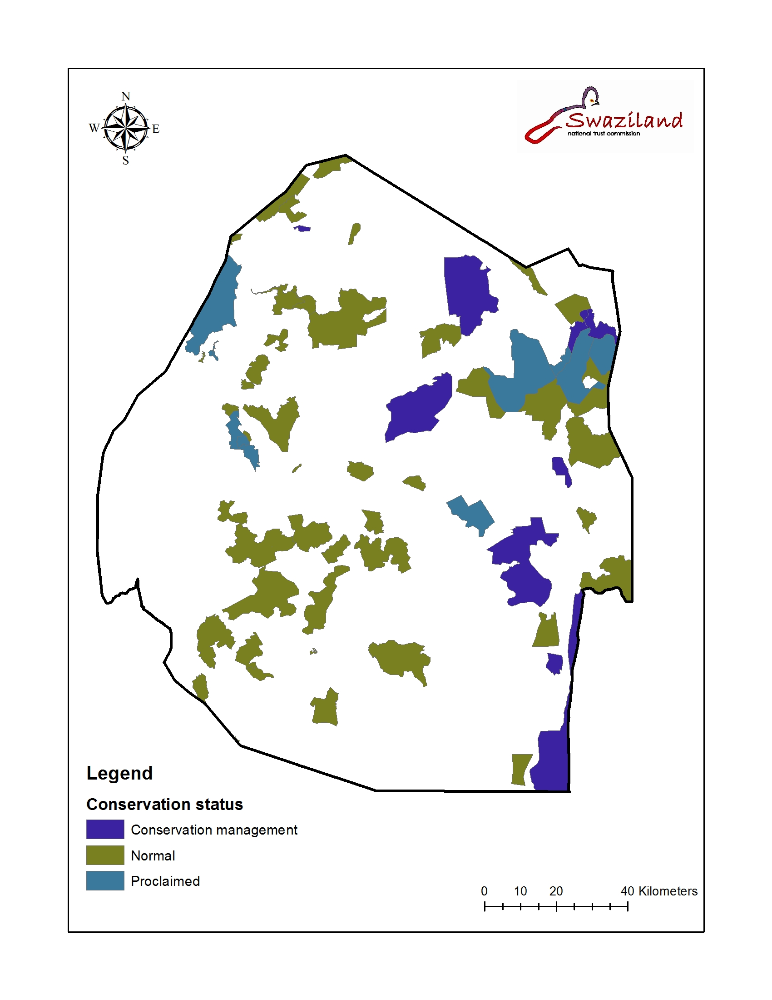 N
W
E
S
Swaziland
national trust commission
Legend
Conservation status
Conservation management
Normal
Proclaimed
0 10 20 40 Kilometers